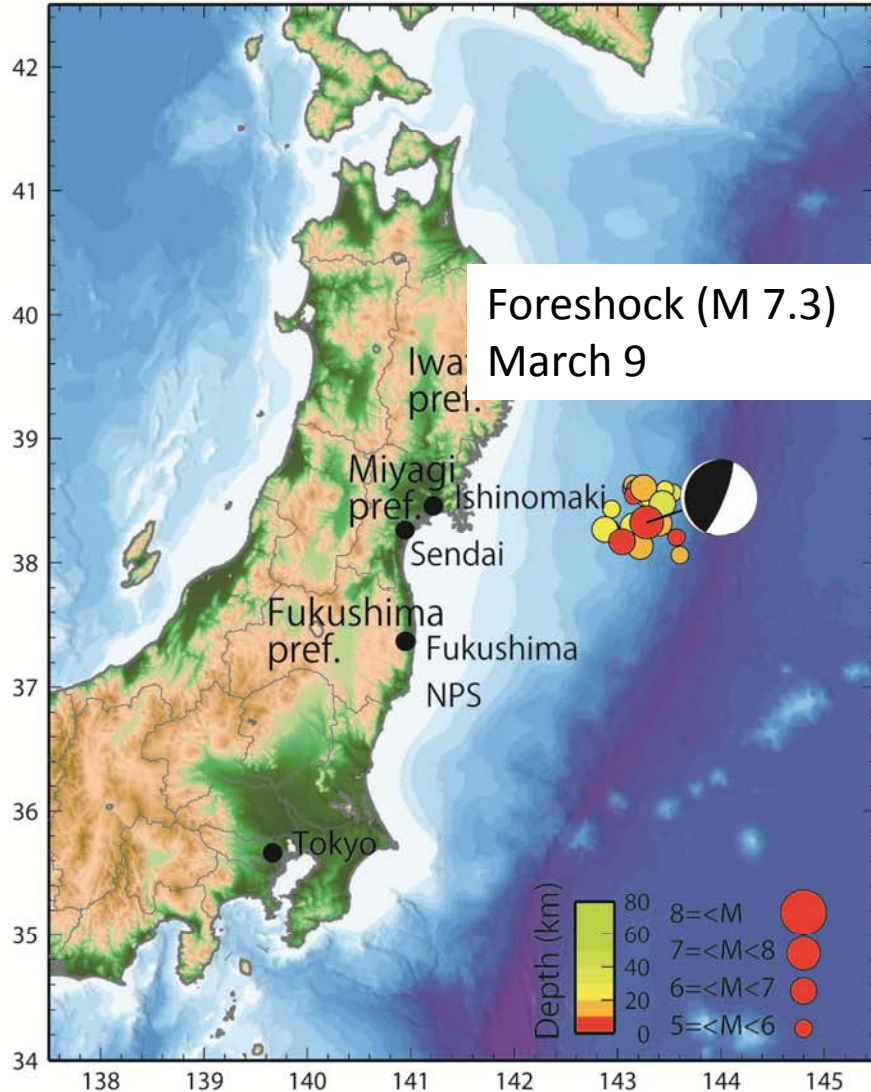 42
41
40
39
38
37
36
35
34
138
139
140
141
142
143
144
145
Foreshock (M 7.3)
March 9
pref.
Miyagi
pref.
Ishinomaki
Sendai
Fukushima
pref.
Fukushima
NPS
Tokyo
Depth (km)
80
60
40
20
0
8=<M
7=<M<8
6=<M<7
5=<M<6